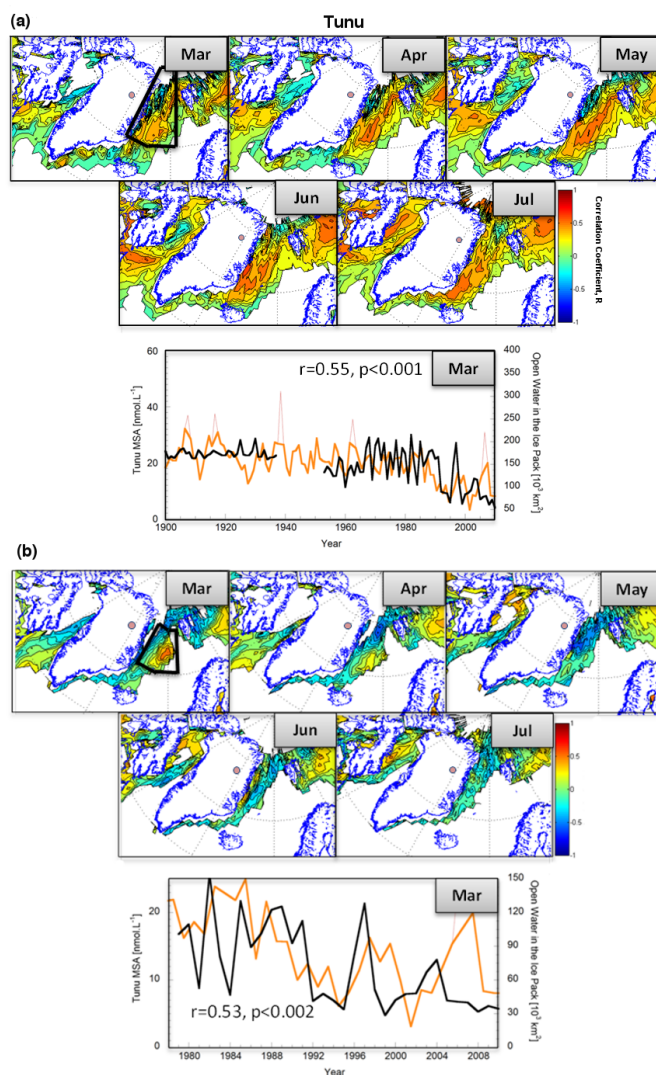 (a)
Tunu
Mar
Apr
May
Jun
Jul
1
0.5
0
-0.5
-1
Correlation Coefficient, R
r=0.55, p<0.001
Mar
60
40
20
0
Tunu MSA [nmol.L⁻¹]
400
350
300
250
200
150
100
50
Open Water in the Ice Pack [10³ km²]
1900 1920 1940 1960 1980 2000
Year
(b)
Mar
Apr
May
Jun
Jul
1
0.5
0
-0.5
-1
Mar
r=0.53, p<0.002
20
10
0
Tunu MSA [nmol.L⁻¹]
150
120
90
60
30
0
Open Water in the Ice Pack [10³ km²]
1980 1984 1988 1992 1996 2000 2004 2008
Year